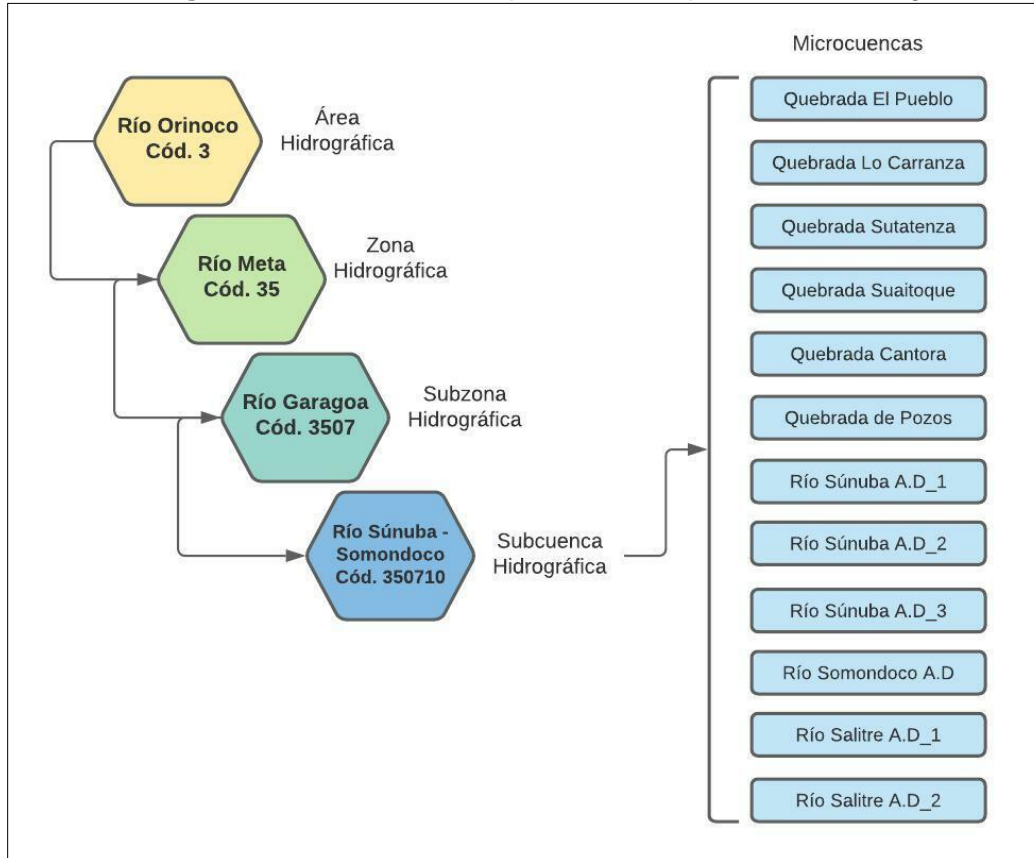 Microcuencas
Río Orinoco
Cód. 3
Área
Hidrográfica
Río Meta
Cód. 35
Zona
Hidrográfica
Río Garagoa
Cód. 3507
Subzona
Hidrográfica
Río Súnuba -
Somondoco
Cód. 350710
Subcuenca
Hidrográfica
Quebrada El Pueblo
Quebrada Lo Carranza
Quebrada Sutatenza
Quebrada Suaitoque
Quebrada Cantora
Quebrada de Pozos
Río Súnuba A.D_1
Río Súnuba A.D_2
Río Súnuba A.D_3
Río Somondoco A.D
Río Salitre A.D_1
Río Salitre A.D_2